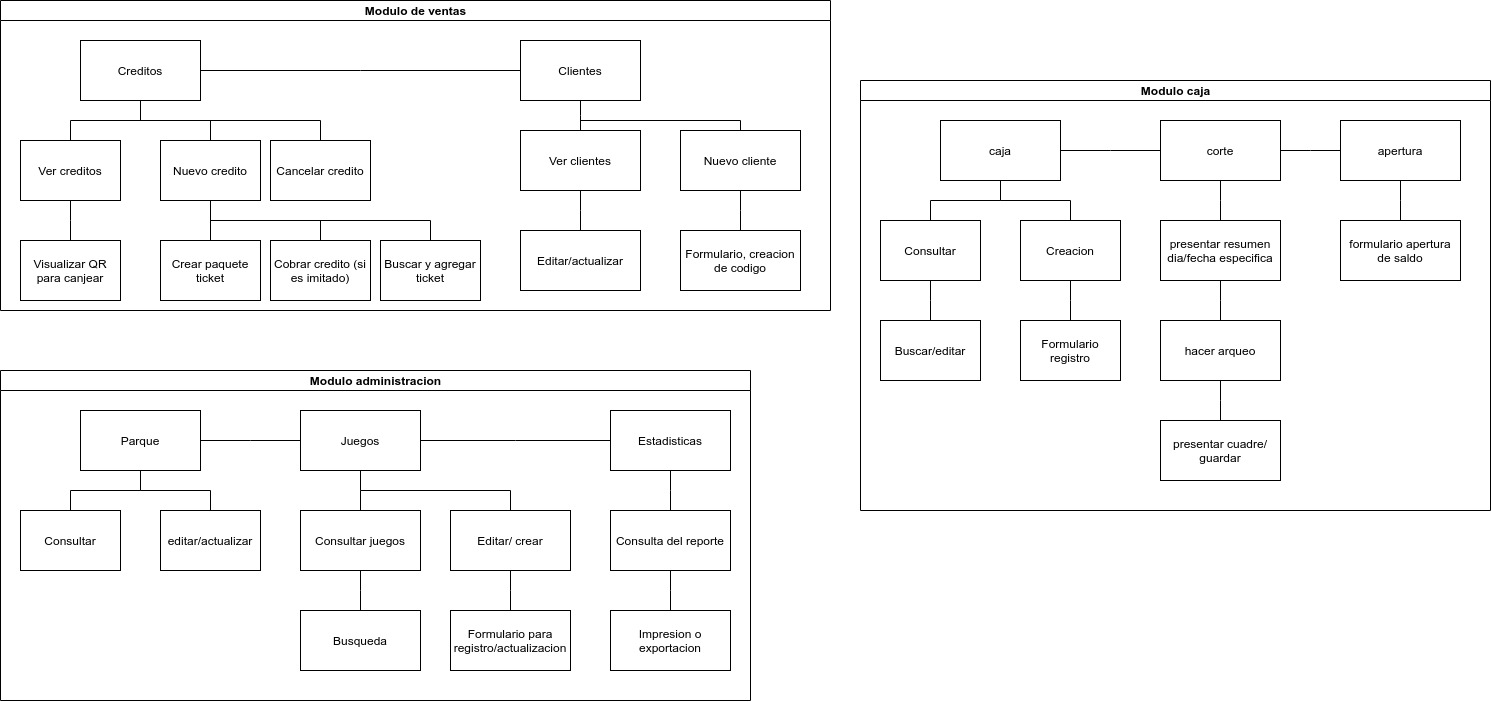 Modulo de ventas
Creditos
Clientes
Ver creditos
Nuevo credito
Cancelar credito
Ver clientes
Nuevo cliente
Visualizar QR
para canjear
Crear paquete
ticket
Cobrar credito (si
es imitado)
Buscar y agregar
ticket
Editar/actualizar
Formulario, creacion
de codigo
Modulo caja
caja
corte
apertura
Consultar
Creacion
presentar resumen
dia/fecha especifica
formulario apertura
de saldo
Buscar/editar
Formulario
registro
hacer arqueo
presentar cuadre/
guardar
Modulo administracion
Parque
Juegos
Estadisticas
Consultar
editar/actualizar
Consultar juegos
Editar/ crear
Consulta del reporte
Busqueda
Formulario para
registro/actualizacion
Impresion o
exportacion